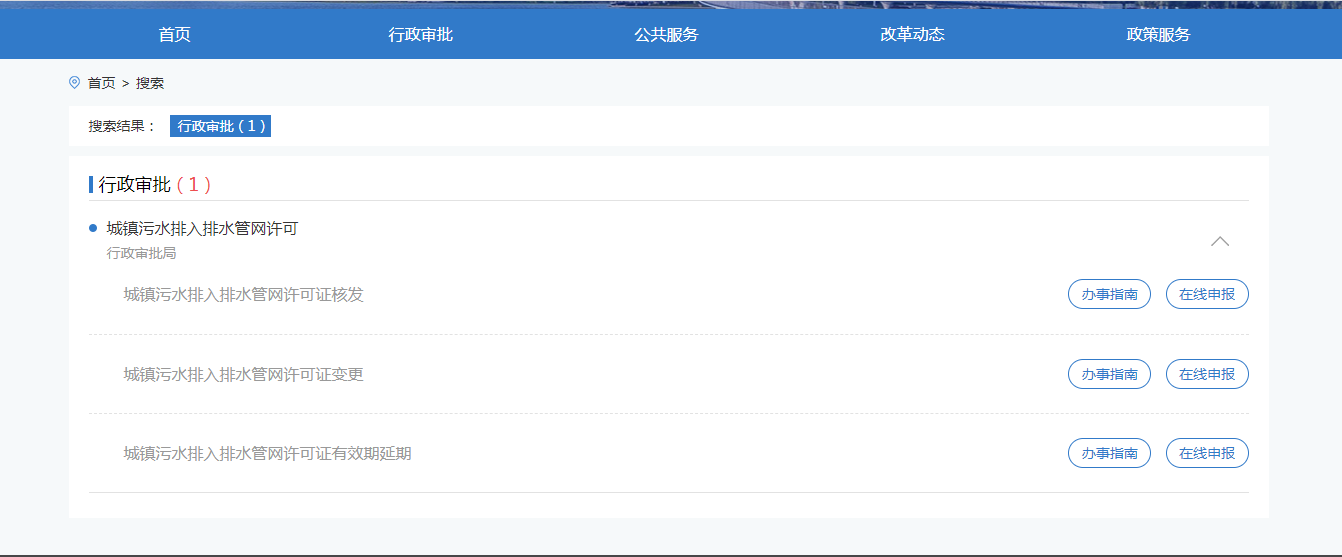 首页 行政审批 公共服务 改革动态 政策服务
首页 > 搜索
搜索结果： 行政审批（1）
行政审批（1）
城镇污水排入排水管网许可
行政审批局
城镇污水排入排水管网许可证核发 办事指南 在线申报
城镇污水排入排水管网许可证变更 办事指南 在线申报
城镇污水排入排水管网许可证有效期延期 办事指南 在线申报